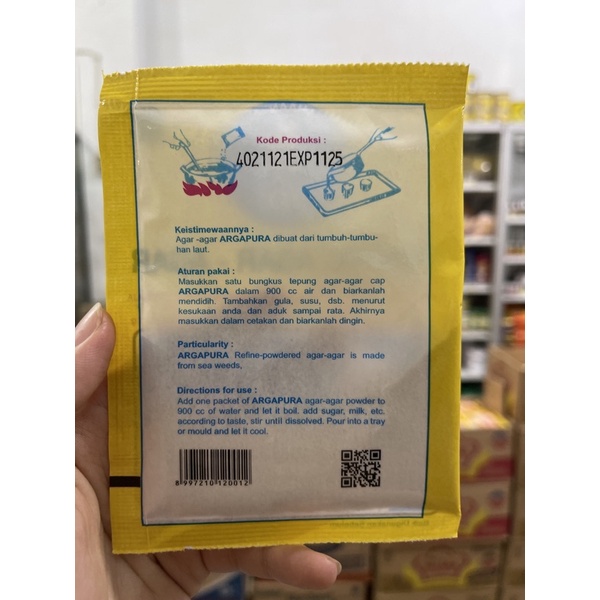 Kode Produksi :
4021121EXP1125
Keistimewaannya :
Agar -agar ARGAPURA dibuat dari tumbuh-tumbu-
han laut.
Aturan pakai :
Masukkan satu bungkus tepung agar-agar cap
ARGAPURA dalam 900 cc air dan biarkanlah
mendidih. Tambahkan gula, susu, dsb. menurut
kesukaan anda dan aduk sampai rata. Akhirnya
masukkan dalam cetakan dan biarkanlah dingin.
Particularity :
ARGAPURA Refine-powdered agar-agar is made
from sea weeds,
Directions for use :
Add one packet of ARGAPURA agar-agar powder to
900 cc of water and let it boil. add sugar, milk, etc.
according to taste, stir until dissolved. Pour into a tray
or mould and let it cool.
8 997210 120012